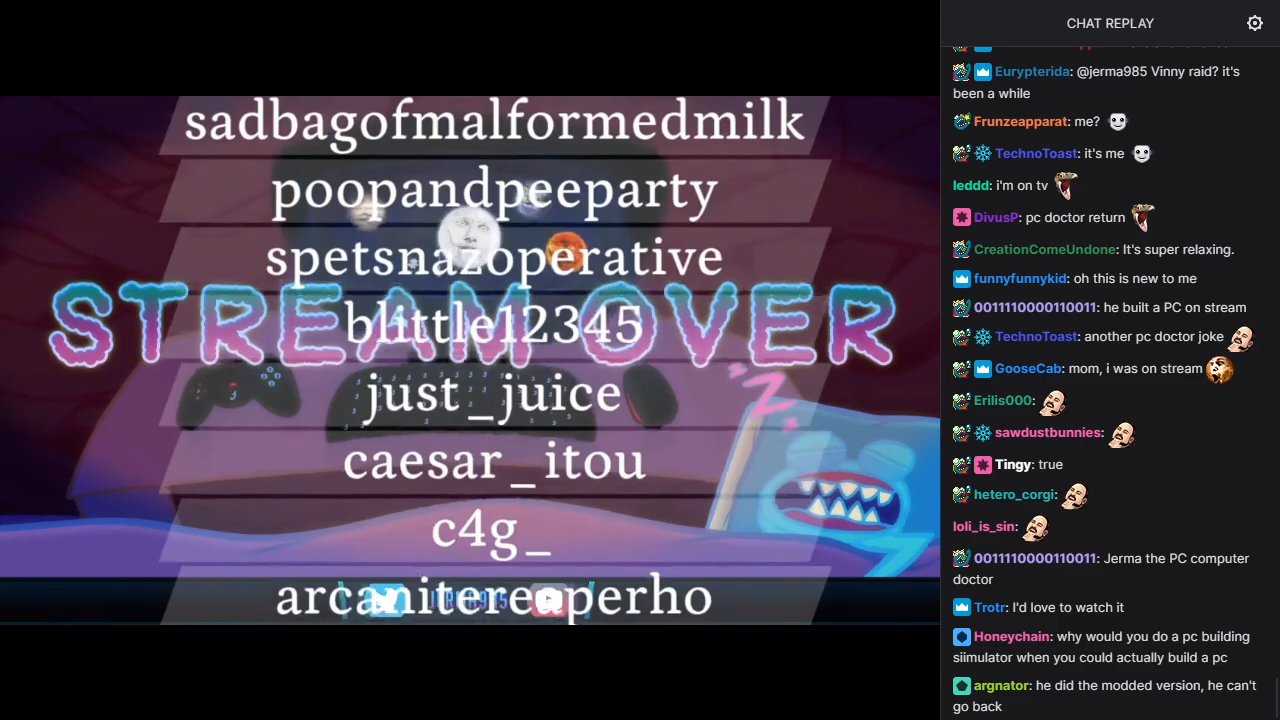 sadbagofmalformedmilk
poopandpeeparty
spetsnazoperative
STREAM OVER
blittle12345
just_juice
caesar_itou
c4g_
arcanitereaperho
CHAT REPLAY
Eurypterida: @jerma985 Vinny raid? it's
been a while
Frunzeapparat: me?
TechnoToast: it's me
leddd: i'm on tv
DivusP: pc doctor return
CreationComeUndone: It's super relaxing.
funnyfunnykid: oh this is new to me
0011110000110011: he built a PC on stream
TechnoToast: another pc doctor joke
GooseCab: mom, i was on stream
Erilis000:
sawdustbunnies:
Tingy: true
hetero_corgi:
loli_is_sin:
0011110000110011: Jerma the PC computer
doctor
Trotr: I'd love to watch it
Honeychain: why would you do a pc building
siimulator when you could actually build a pc
argnator: he did the modded version, he can't
go back